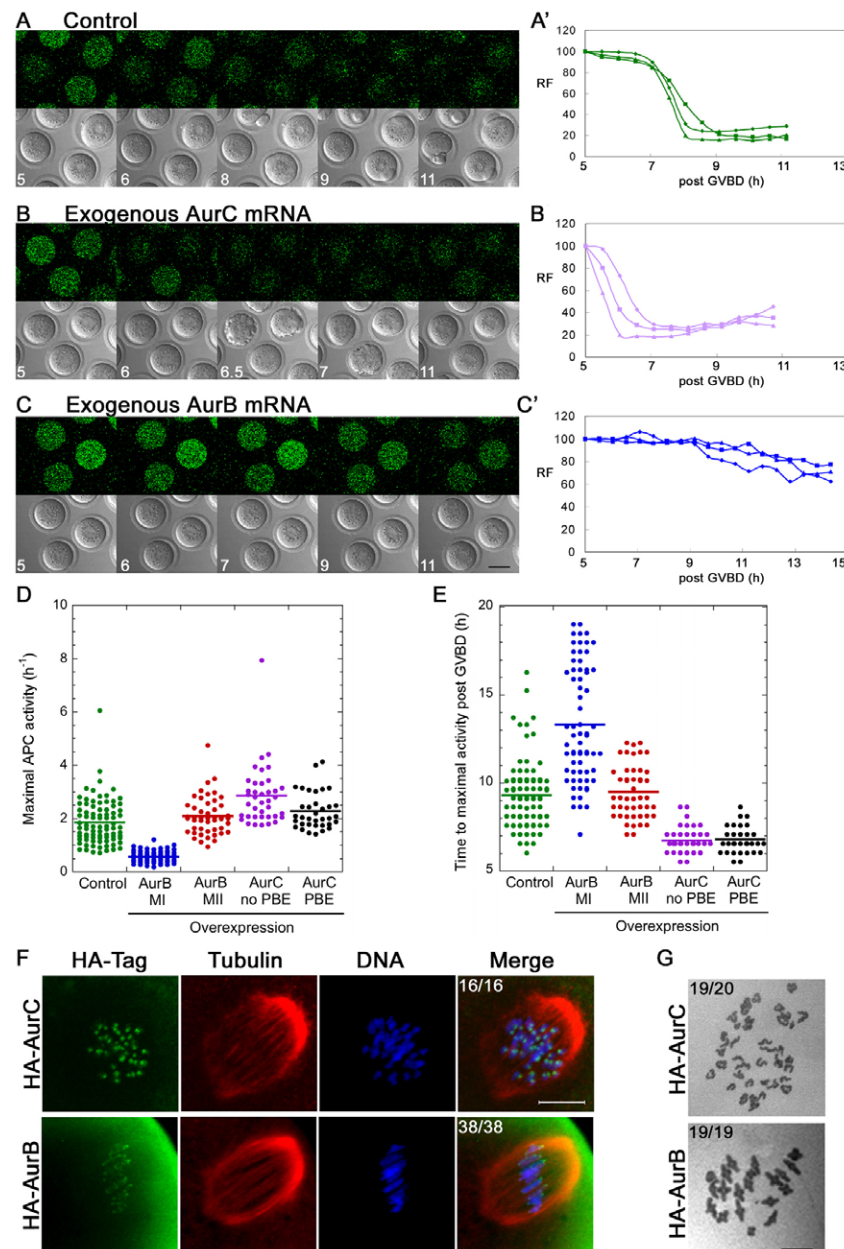 A Control
5 6 8 9 11
A'
120
100
80
60
40
20
0
RF
5 7 9 11 13
post GVBD (h)
B Exogenous AurC mRNA
5 6 6.5 7 11
B
120
100
80
60
40
20
0
RF
5 7 9 11 13
post GVBD (h)
C Exogenous AurB mRNA
5 6 7 9 11
C'
120
100
80
60
40
20
0
RF
5 7 9 11 13 15
post GVBD (h)
D
Maximal APC activity (h-1)
10
8
6
4
2
0
Control AurB MI AurB MII AurC no PBE AurC PBE
Overexpression
E
Time to maximal activity post GVBD (h)
20
15
10
5
Control AurB MI AurB MII AurC no PBE AurC PBE
Overexpression
F HA-Tag Tubulin DNA Merge
HA-AurC
16/16
HA-AurB
38/38
G
HA-AurC
19/20
HA-AurB
19/19